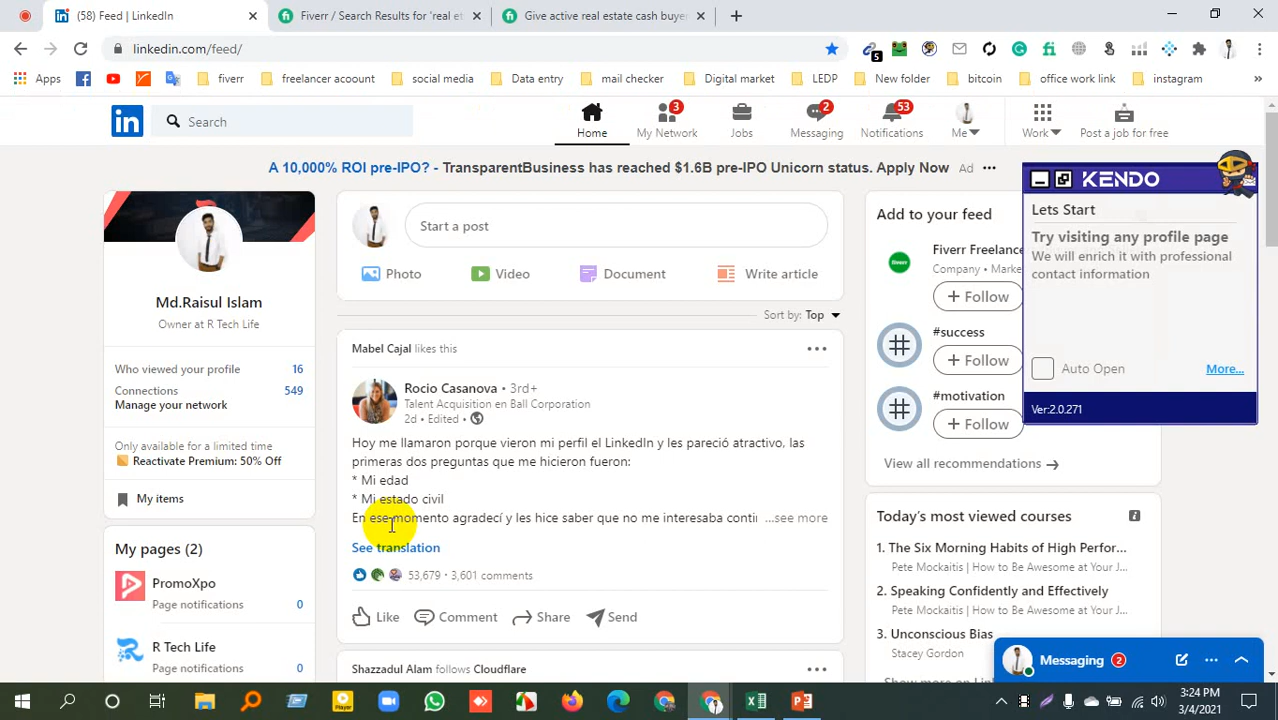 (58) Feed | LinkedIn
Fiverr / Search Results for 'real et
Give active real estate cash buyer
linkedin.com/feed/
5
Apps
fiverr
freelancer acoount
social media
Data entry
mail checker
Digital market
LEDP
New folder
bitcoin
office work link
instagram
»
in
Search
Home
3
My Network
Jobs
2
Messaging
53
Notifications
Me
Work
Post a job for free
A 10,000% ROI pre-IPO? - TransparentBusiness has reached $1.6B pre-IPO Unicorn status. Apply Now Ad
Md.Raisul Islam
Owner at R Tech Life
Who viewed your profile 16
Connections 549
Manage your network
Only available for a limited time
Reactivate Premium: 50% Off
My items
My pages (2)
PromoXpo
Page notifications 0
R Tech Life
Page notifications 0
Start a post
Photo
Video
Document
Write article
Sort by: Top
Mabel Cajal likes this
Rocio Casanova • 3rd+
Talent Acquisition en Ball Corporation
2d • Edited •
Hoy me llamaron porque vieron mi perfil el LinkedIn y les pareció atractivo, las
primeras dos preguntas que me hicieron fueron:
* Mi edad
* Mi estado civil
En ese momento agradecí y les hice saber que no me interesaba conti ...see more
See translation
53,679 • 3,601 comments
Like
Comment
Share
Send
Shazzadul Alam follows Cloudflare
Add to your feed
Fiverr Freelance
Company • Marke
+ Follow
#success
+ Follow
#motivation
+ Follow
View all recommendations →
Today's most viewed courses
1. The Six Morning Habits of High Perfor...
Pete Mockaitis | How to Be Awesome at Your J...
2. Speaking Confidently and Effectively
Pete Mockaitis | How to Be Awesome at Your J...
3. Unconscious Bias
Stacey Gordon
KENDO
Lets Start
Try visiting any profile page
We will enrich it with professional
contact information
Auto Open
More...
Ver:2.0.271
Messaging 2
Player
3:24 PM
3/4/2021